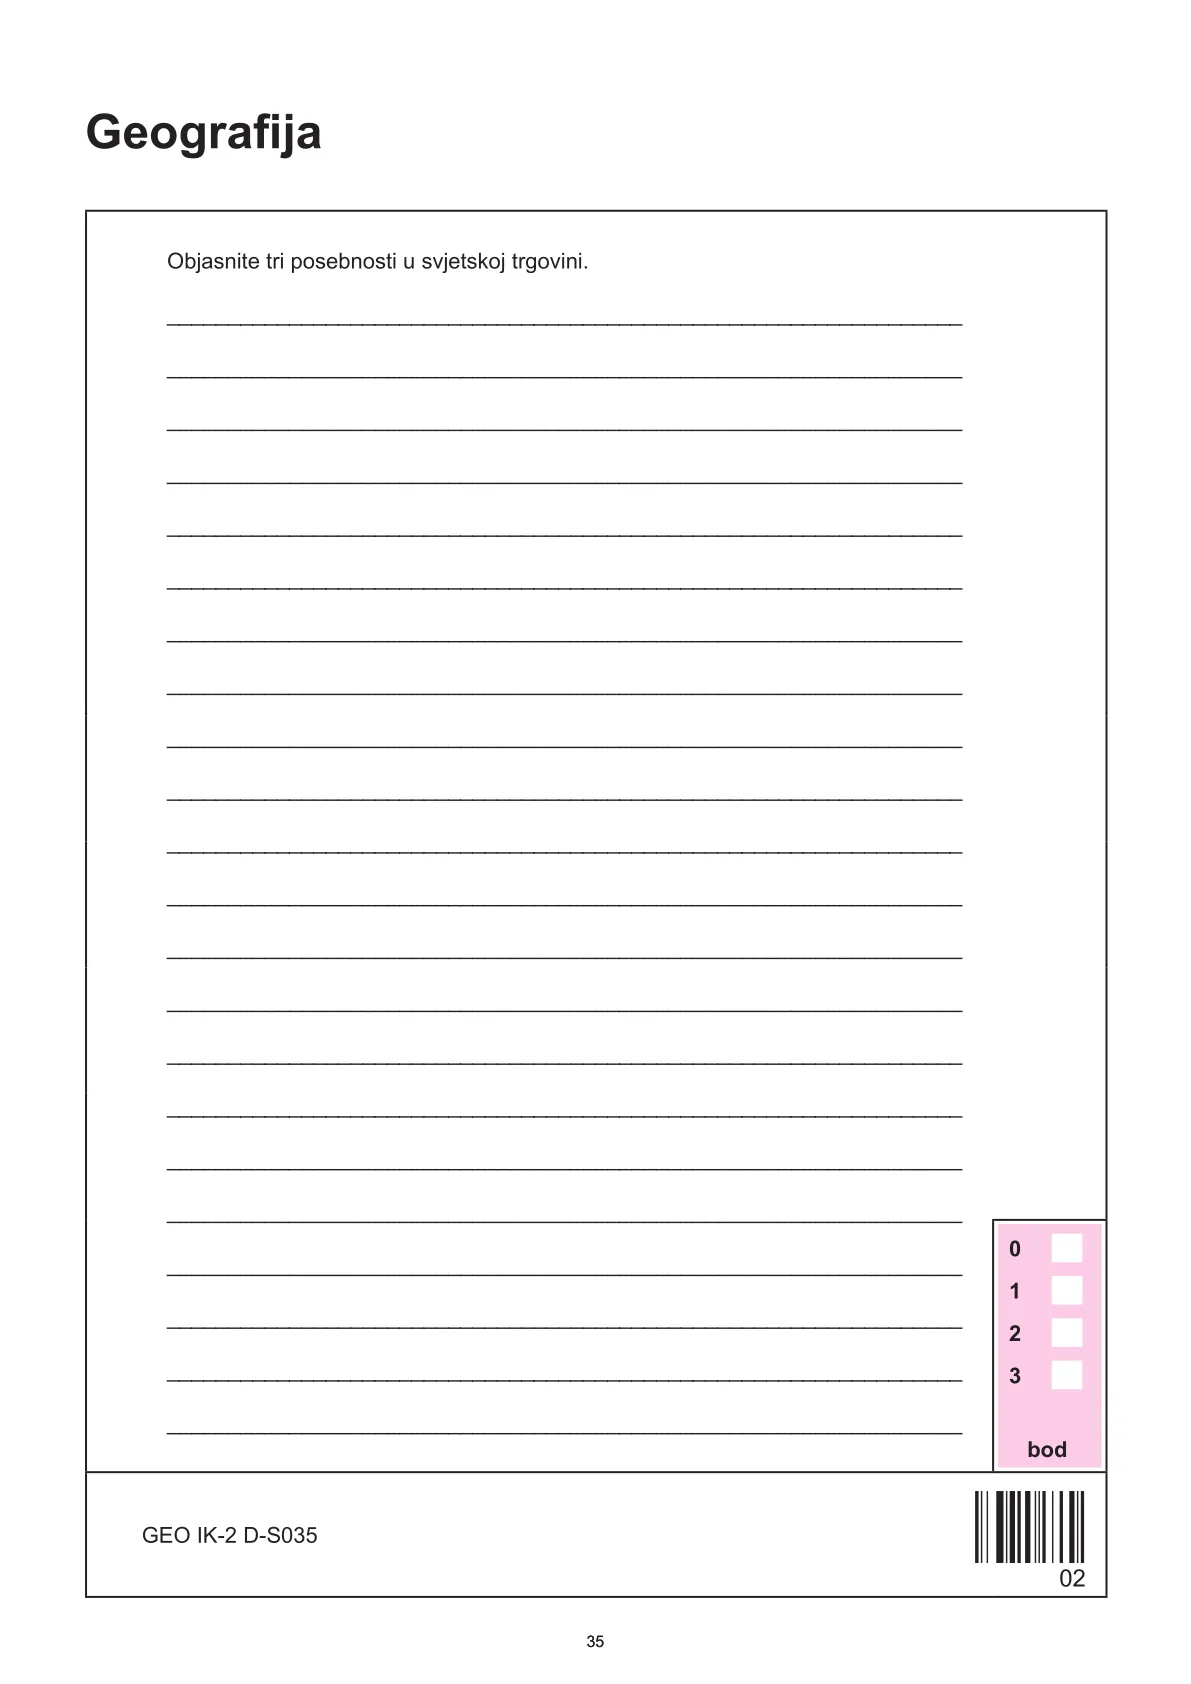 Geografija
Objasnite tri posebnosti u svjetskoj trgovini.
0
1
2
3
bod
GEO IK-2 D-S035
02
35